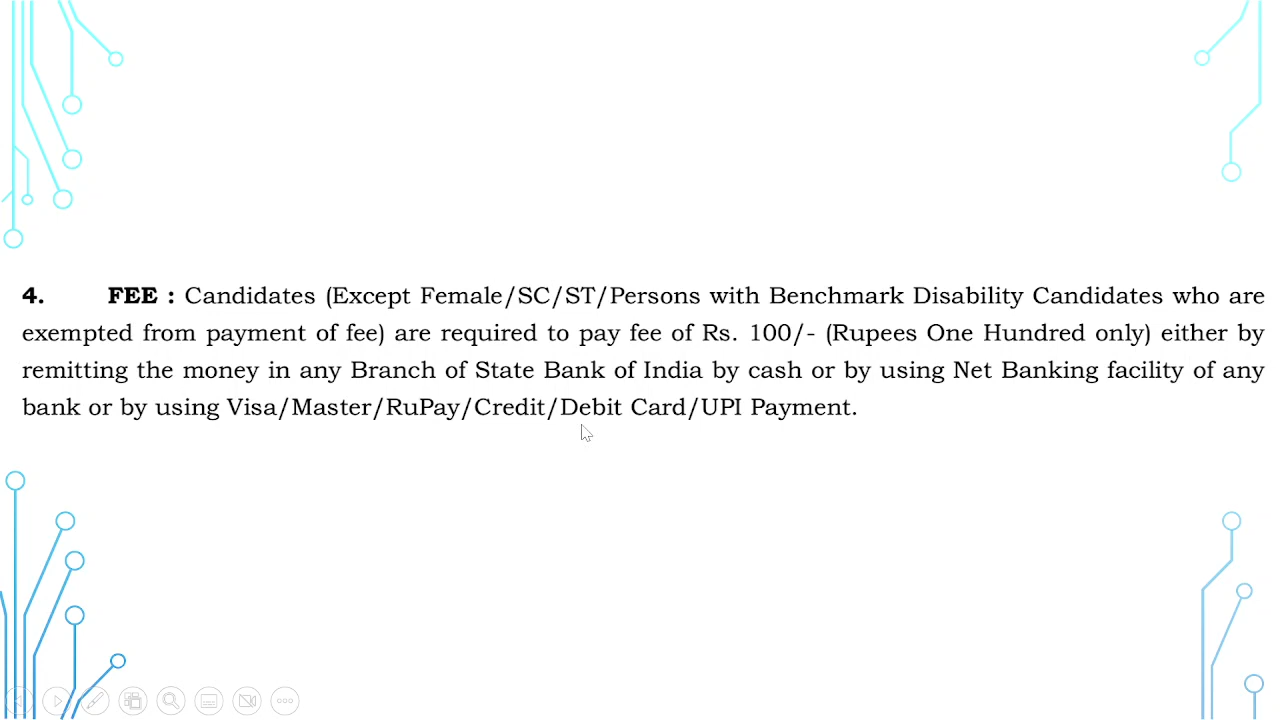 4. FEE : Candidates (Except Female/SC/ST/Persons with Benchmark Disability Candidates who are
exempted from payment of fee) are required to pay fee of Rs. 100/- (Rupees One Hundred only) either by
remitting the money in any Branch of State Bank of India by cash or by using Net Banking facility of any
bank or by using Visa/Master/RuPay/Credit/Debit Card/UPI Payment.